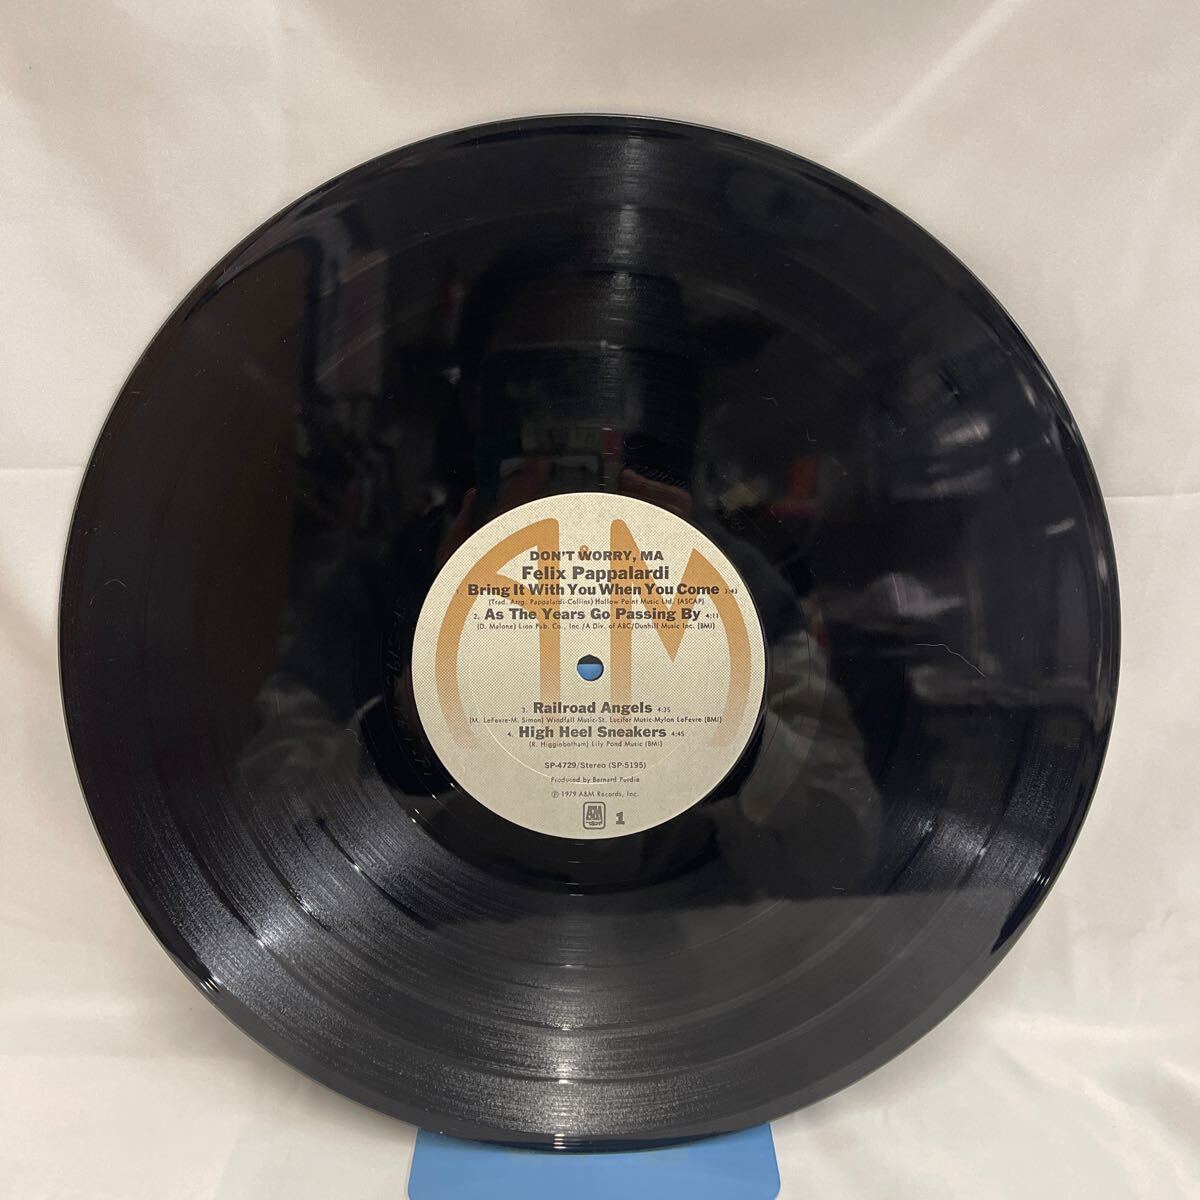 DON'T WORRY, MA
Felix Pappalardi
1. Bring It With You When You Come 3:43
(Trad. Arrg. Pappalardi-Collins) Hollow Point Music Ltd. (ASCAP)
2. As The Years Go Passing By 4:11
(D. Malone) Lion Pub. Co., Inc./A Div. of ABC/Dunhill Music Inc. (BMI)
3. Railroad Angels 4:35
(M. LeFevre-M. Simon) Windfall Music-St. Lucifer Music-Mylon LeFevre (BMI)
4. High Heel Sneakers 4:45
(R. Higginbotham) Lily Pond Music (BMI)
SP-4729/Stereo (SP-5195)
Produced by Bernard Purdie
℗ 1979 A&M Records, Inc.
A&M
1